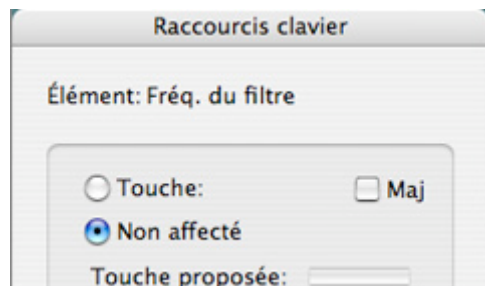 Raccourcis clavier
Élément: Fréq. du filtre
Touche: Maj
Non affecté
Touche proposée: